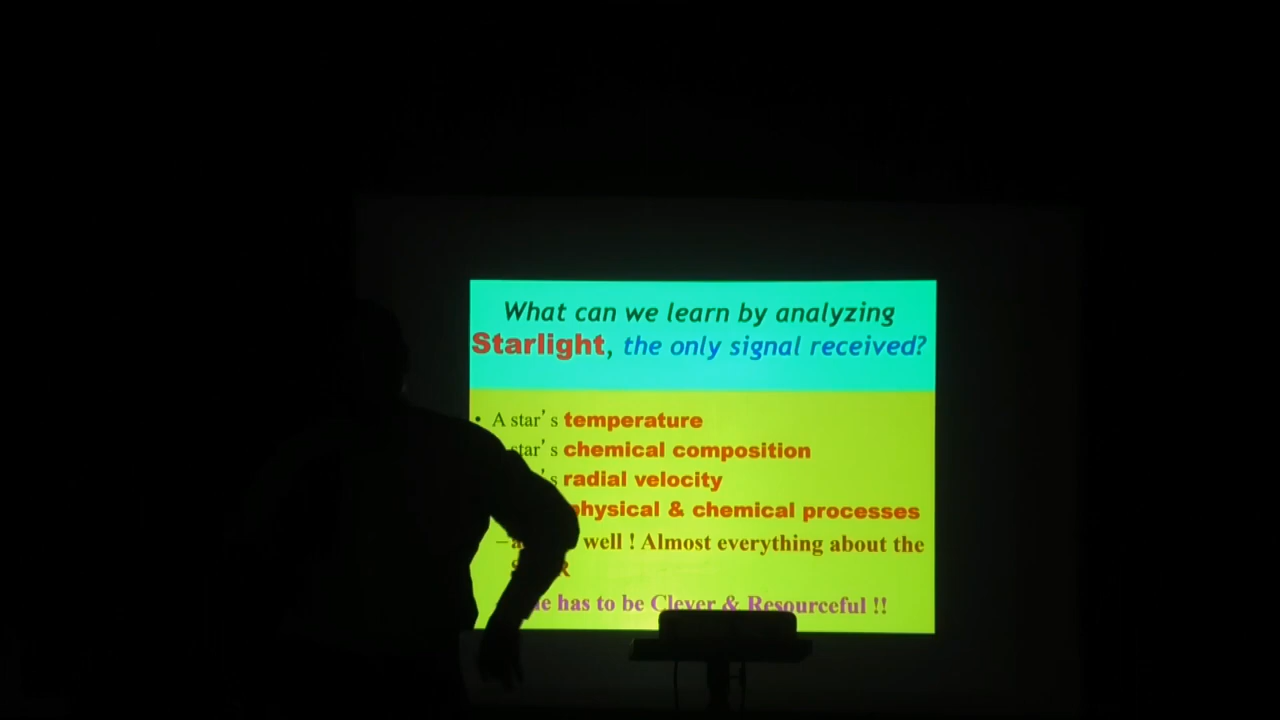 What can we learn by analyzing
Starlight, the only signal received?
• A star's temperature
star's chemical composition
's radial velocity
physical & chemical processes
– well ! Almost everything about the
has to be Clever & Resourceful !!